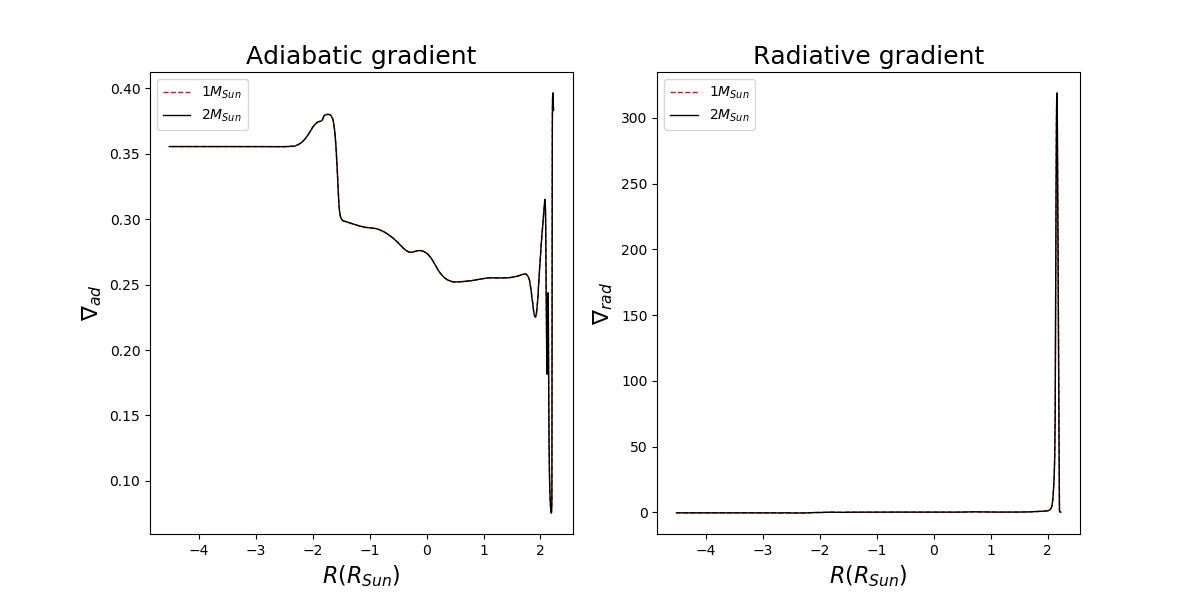 Adiabatic gradient
1M_Sun
2M_Sun
0.40
0.35
0.30
0.25
0.20
0.15
0.10
∇_ad
−4
−3
−2
−1
0
1
2
R(R_Sun)
Radiative gradient
1M_Sun
2M_Sun
300
250
200
150
100
50
0
∇_rad
−4
−3
−2
−1
0
1
2
R(R_Sun)